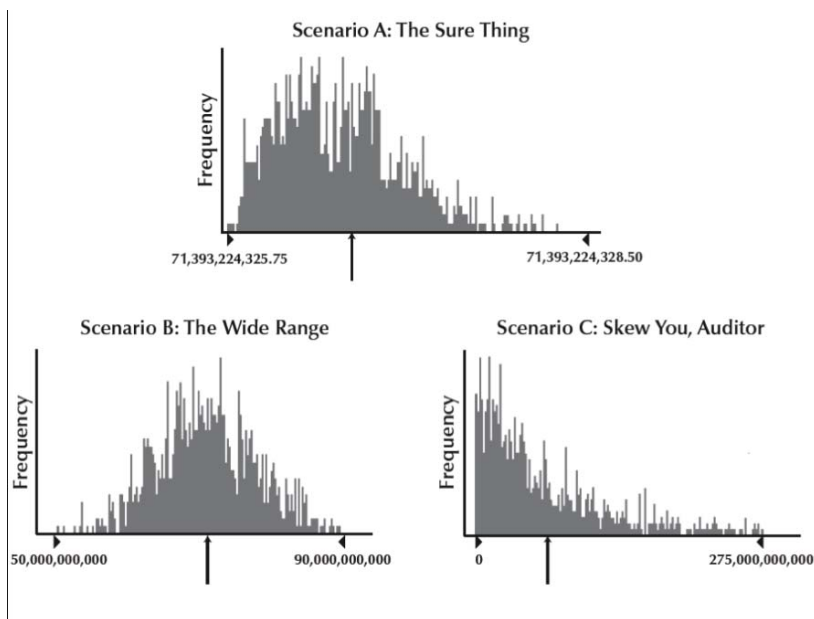 Scenario A: The Sure Thing
Frequency
71,393,224,325.75
71,393,224,328.50
Scenario B: The Wide Range
Frequency
50,000,000,000
90,000,000,000
Scenario C: Skew You, Auditor
Frequency
0
275,000,000,000